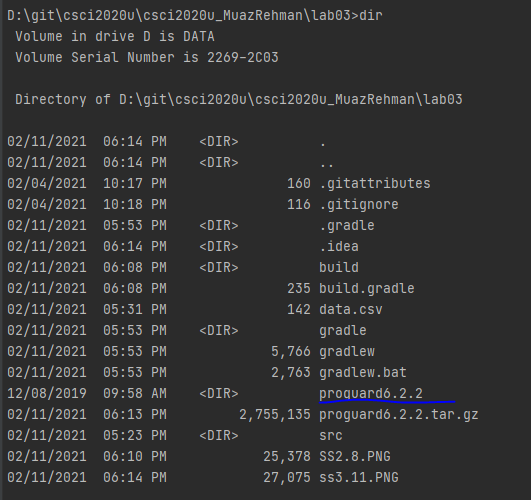 D:\git\csci2020u\csci2020u_MuazRehman\lab03>dir
Volume in drive D is DATA
Volume Serial Number is 2269-2C03
Directory of D:\git\csci2020u\csci2020u_MuazRehman\lab03
02/11/2021 06:14 PM <DIR> .
02/11/2021 06:14 PM <DIR> ..
02/04/2021 10:17 PM 160 .gitattributes
02/04/2021 10:18 PM 116 .gitignore
02/11/2021 05:53 PM <DIR> .gradle
02/11/2021 06:14 PM <DIR> .idea
02/11/2021 06:08 PM <DIR> build
02/11/2021 06:08 PM 235 build.gradle
02/11/2021 05:31 PM 142 data.csv
02/11/2021 05:53 PM <DIR> gradle
02/11/2021 05:53 PM 5,766 gradlew
02/11/2021 05:53 PM 2,763 gradlew.bat
12/08/2019 09:58 AM <DIR> proguard6.2.2
02/11/2021 06:13 PM 2,755,135 proguard6.2.2.tar.gz
02/11/2021 05:23 PM <DIR> src
02/11/2021 06:10 PM 25,378 SS2.8.PNG
02/11/2021 06:14 PM 27,075 ss3.11.PNG